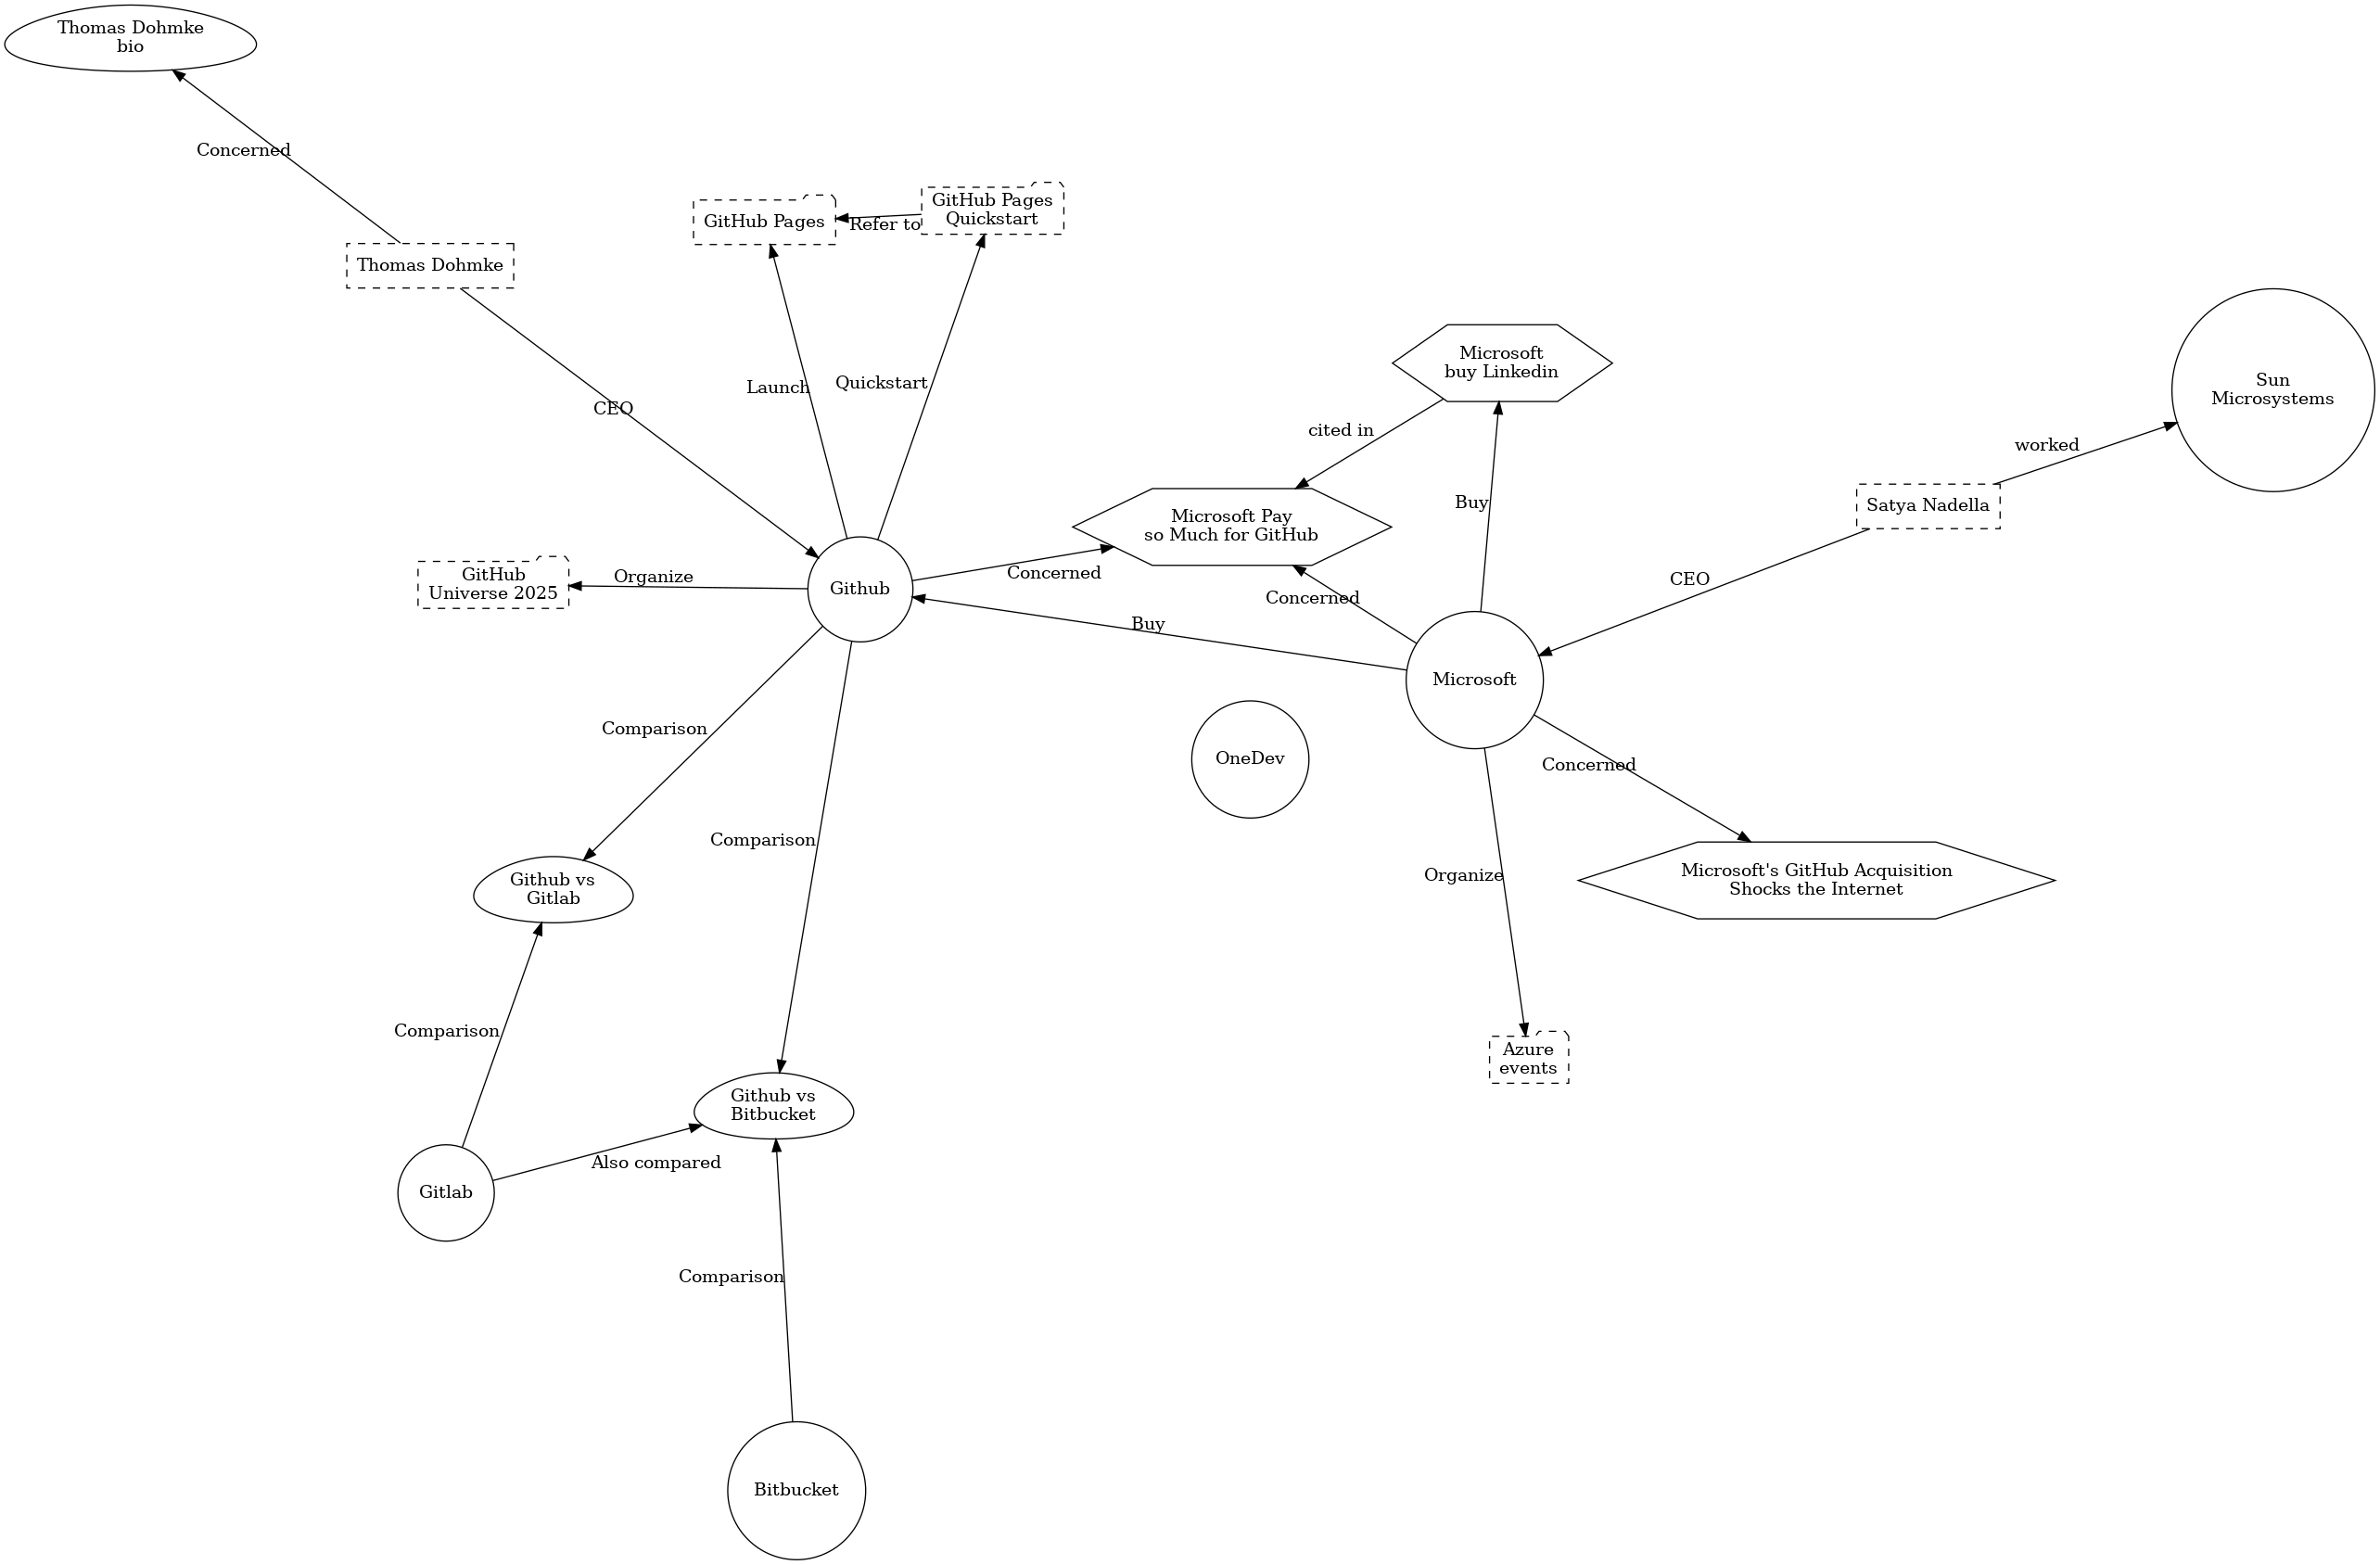 Thomas Dohmke
bio
Concerned
GitHub Pages
GitHub Pages
Quickstart
Refer to
Thomas Dohmke
Microsoft
buy Linkedin
Sun
Microsystems
Launch
Quickstart
CEO
cited in
worked
Buy
Satya Nadella
Microsoft Pay
so Much for GitHub
GitHub
Universe 2025
Organize
Github
Concerned
CEO
Concerned
Buy
Microsoft
Comparison
OneDev
Concerned
Comparison
Organize
Microsoft's GitHub Acquisition
Shocks the Internet
Github vs
Gitlab
Comparison
Azure
events
Github vs
Bitbucket
Also compared
Gitlab
Comparison
Bitbucket